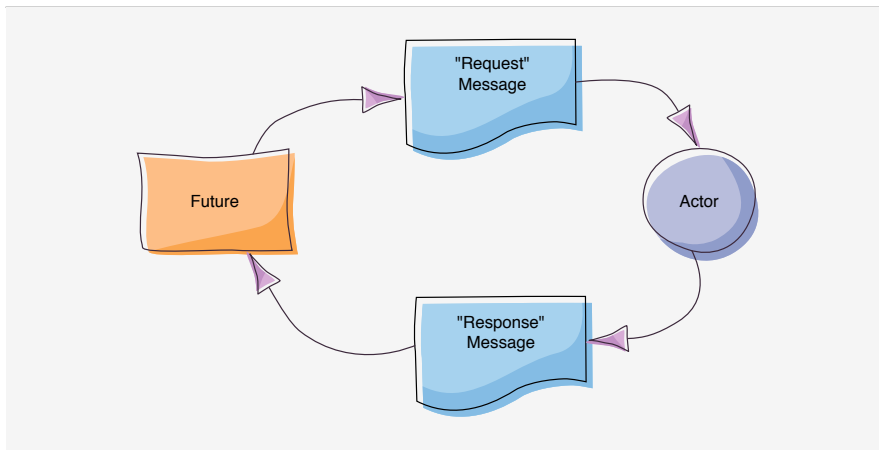 "Request"
Message
Future
Actor
"Response"
Message